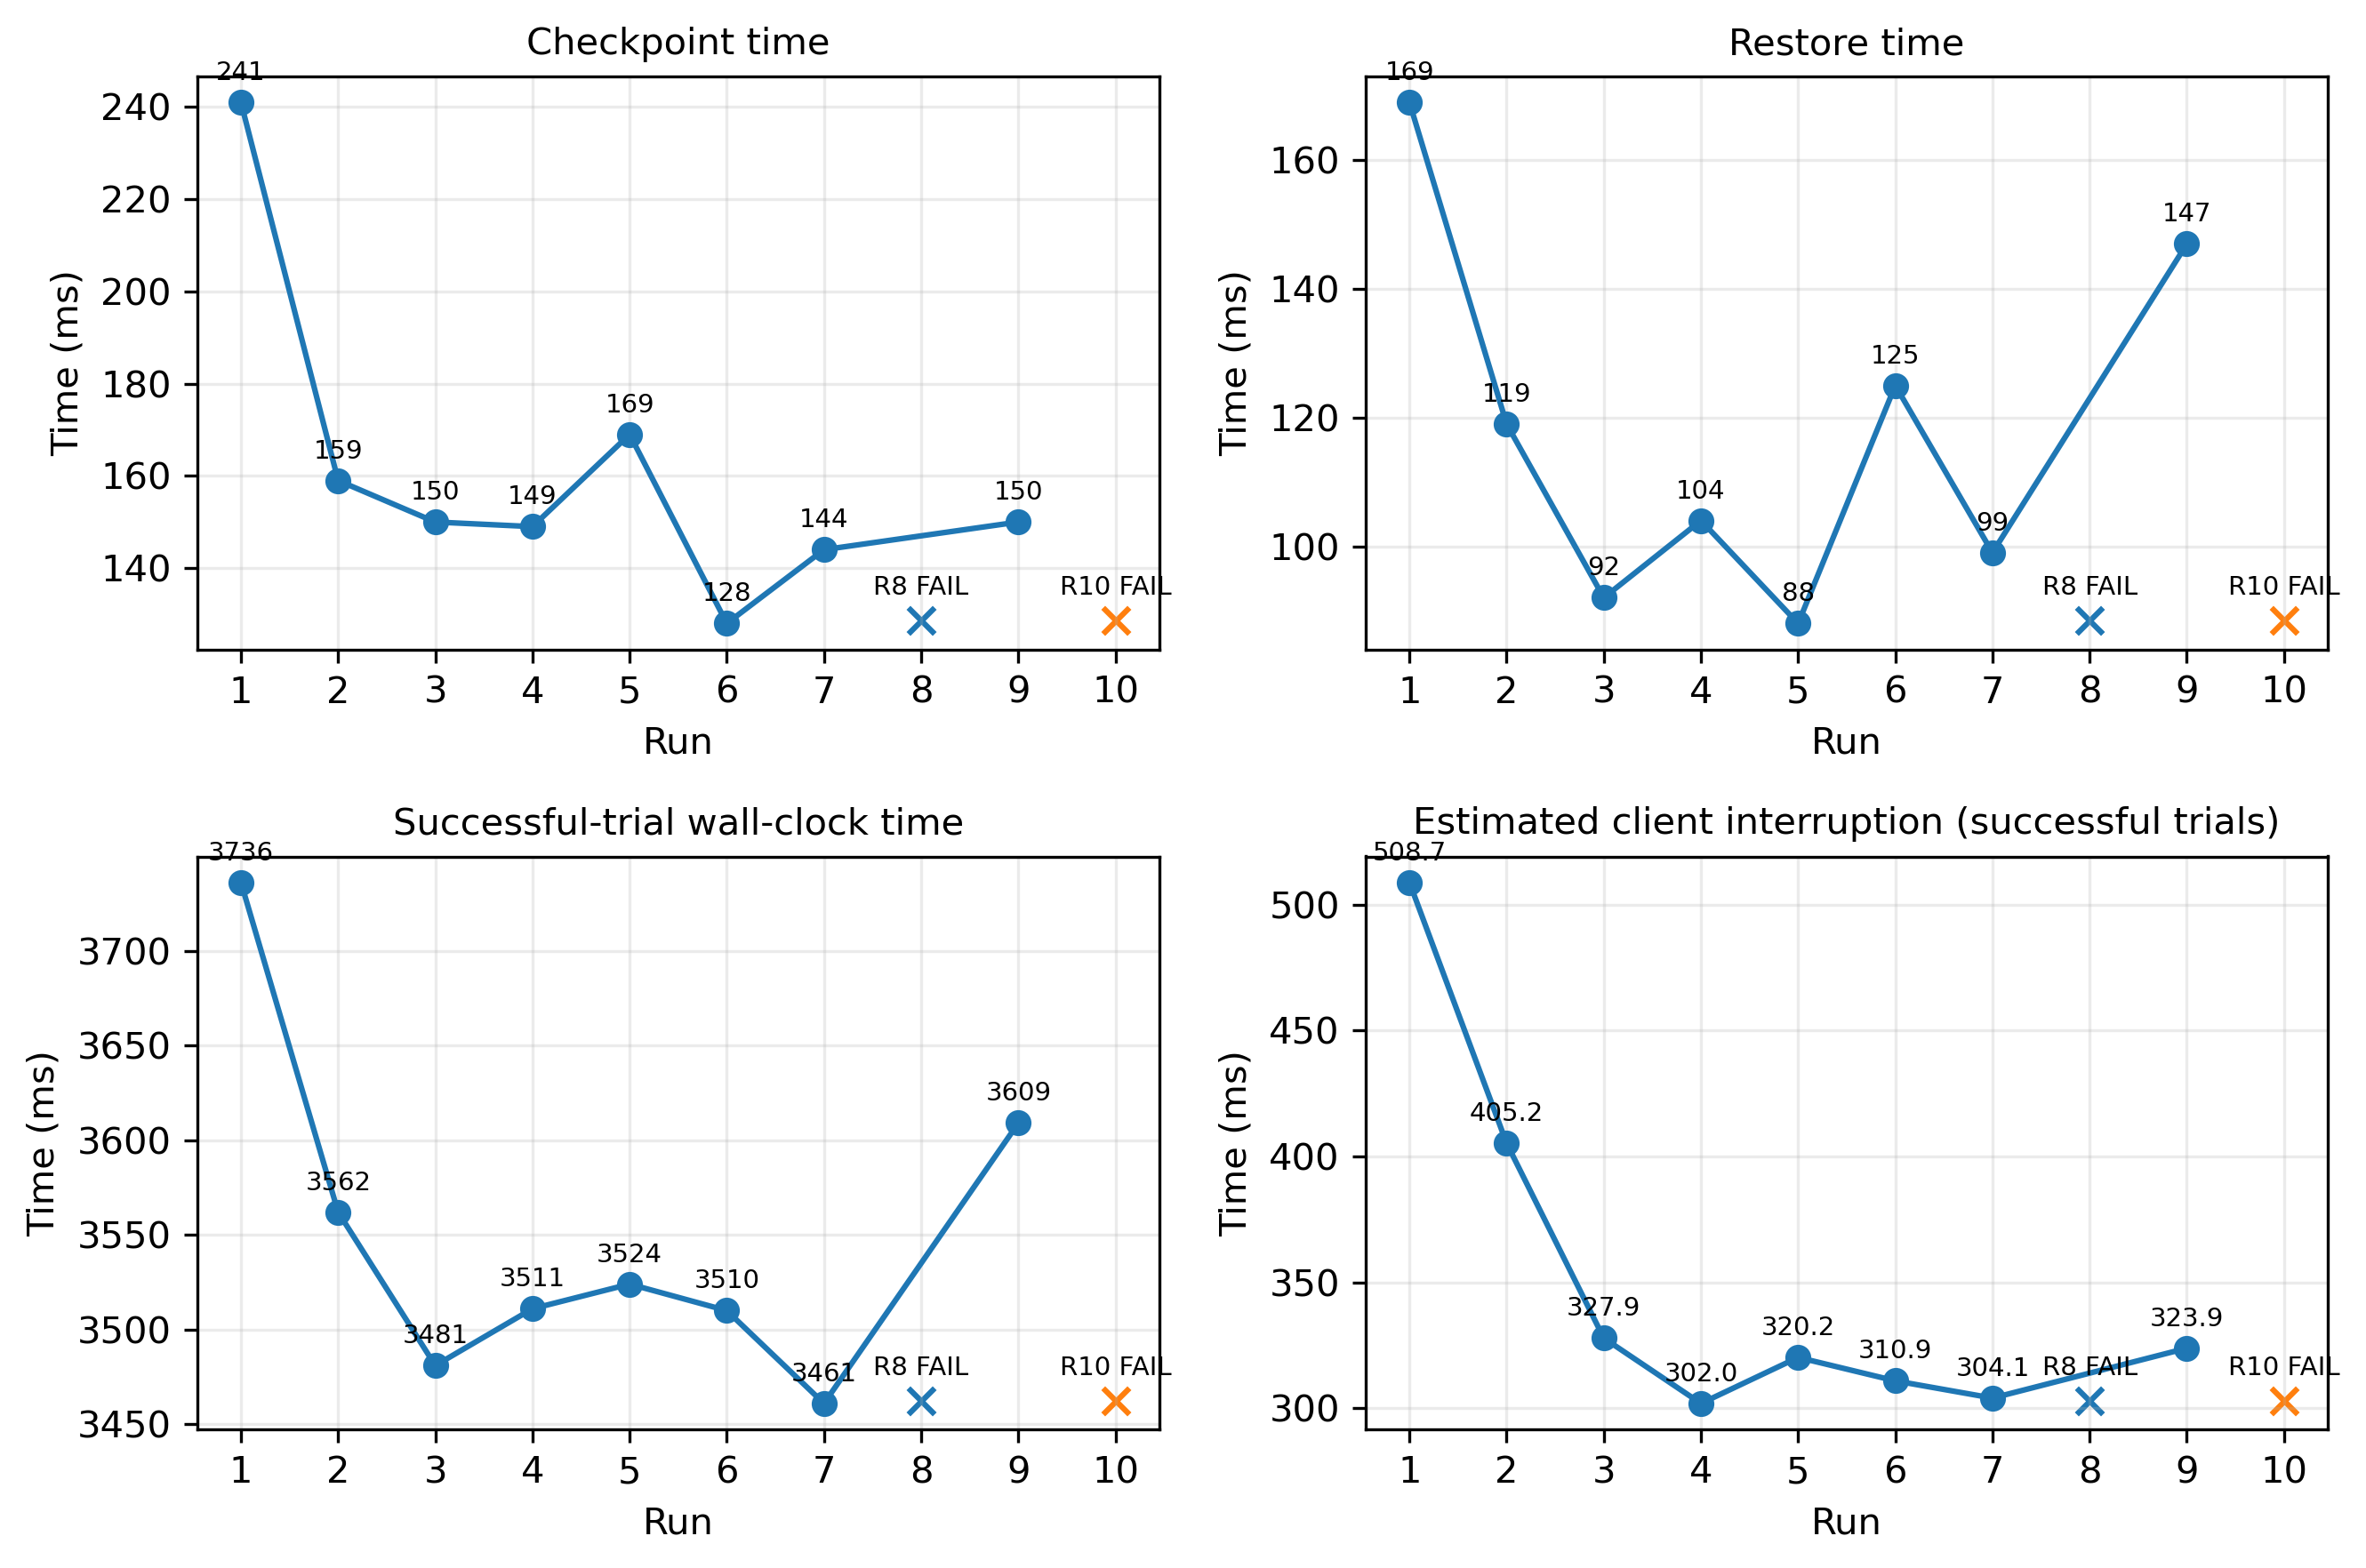 Checkpoint time
241
159
150
149
169
128
144
150
R8 FAIL
R10 FAIL
240
220
200
180
160
140
Time (ms)
1 2 3 4 5 6 7 8 9 10
Run
Restore time
169
119
92
104
88
125
99
147
R8 FAIL
R10 FAIL
160
140
120
100
Time (ms)
1 2 3 4 5 6 7 8 9 10
Run
Successful-trial wall-clock time
3736
3562
3481
3511
3524
3510
3461
3609
R8 FAIL
R10 FAIL
3700
3650
3600
3550
3500
3450
Time (ms)
1 2 3 4 5 6 7 8 9 10
Run
Estimated client interruption (successful trials)
508.7
405.2
327.9
302.0
320.2
310.9
304.1
323.9
R8 FAIL
R10 FAIL
500
450
400
350
300
Time (ms)
1 2 3 4 5 6 7 8 9 10
Run